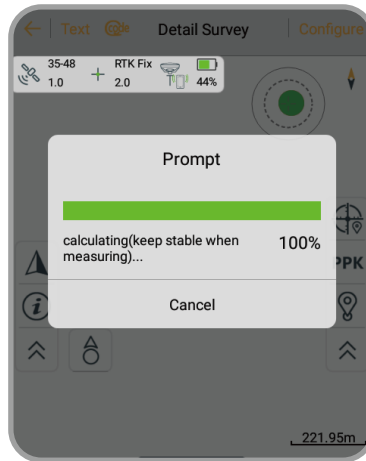 Text Detail Survey Configure
35-48 RTK Fix
1.0 2.0 44%
Prompt
calculating(keep stable when
measuring)... 100%
PPK
Cancel
221.95m